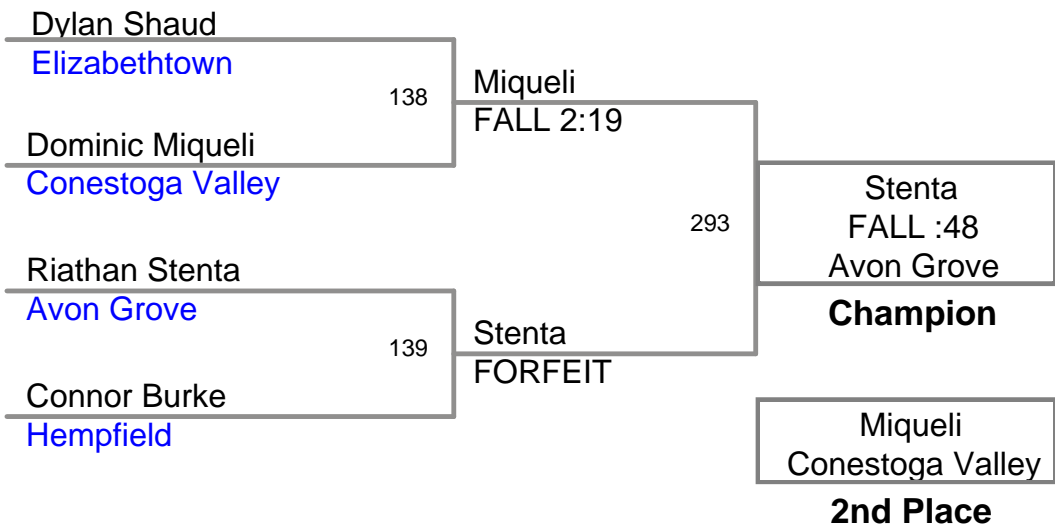 Dylan Shaud
Elizabethtown
138
Dominic Miqueli
Conestoga Valley
Miqueli
FALL 2:19
Riathan Stenta
Avon Grove
139
Connor Burke
Hempfield
Stenta
FORFEIT
293
Stenta
FALL :48
Avon Grove
Champion
Miqueli
Conestoga Valley
2nd Place